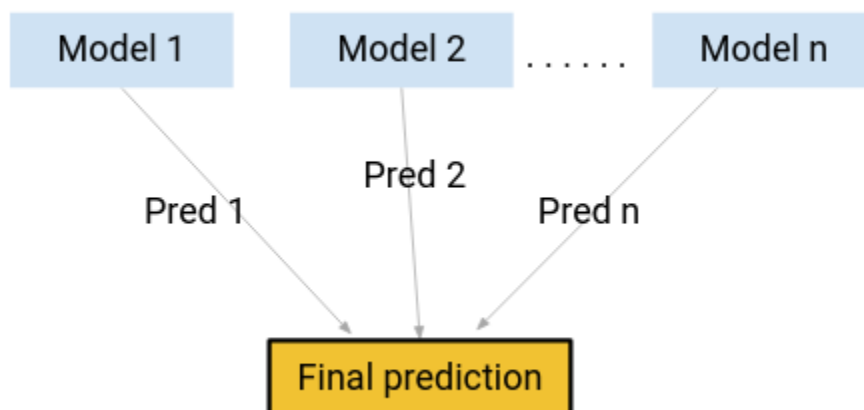 Model 1
Model 2
......
Model n
Pred 2
Pred 1
Pred n
Final prediction